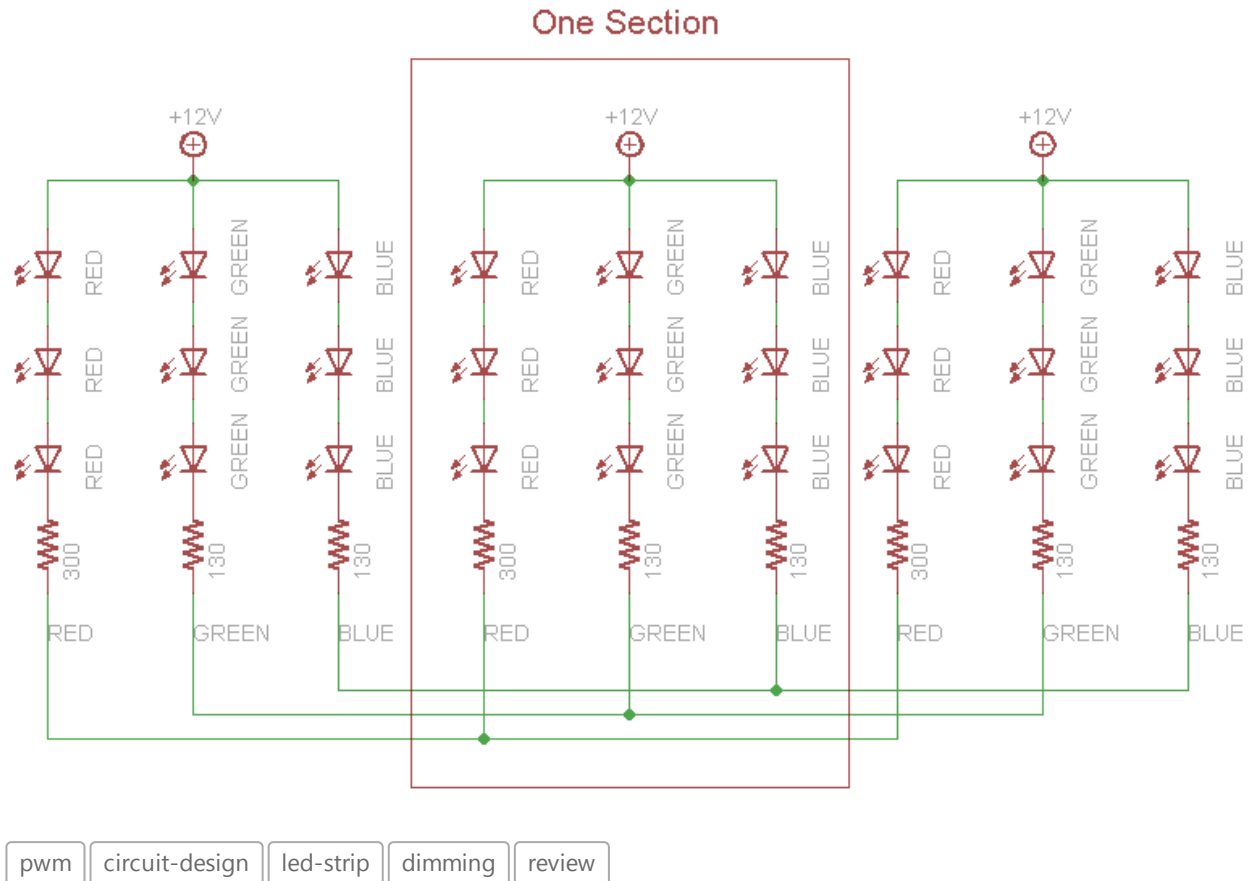 One Section
+12V +12V +12V
RED GREEN BLUE RED GREEN BLUE RED GREEN BLUE
RED GREEN BLUE RED GREEN BLUE RED GREEN BLUE
RED GREEN BLUE RED GREEN BLUE RED GREEN BLUE
300 130 130 300 130 130 300 130 130
RED GREEN BLUE RED GREEN BLUE RED GREEN BLUE
pwm circuit-design led-strip dimming review